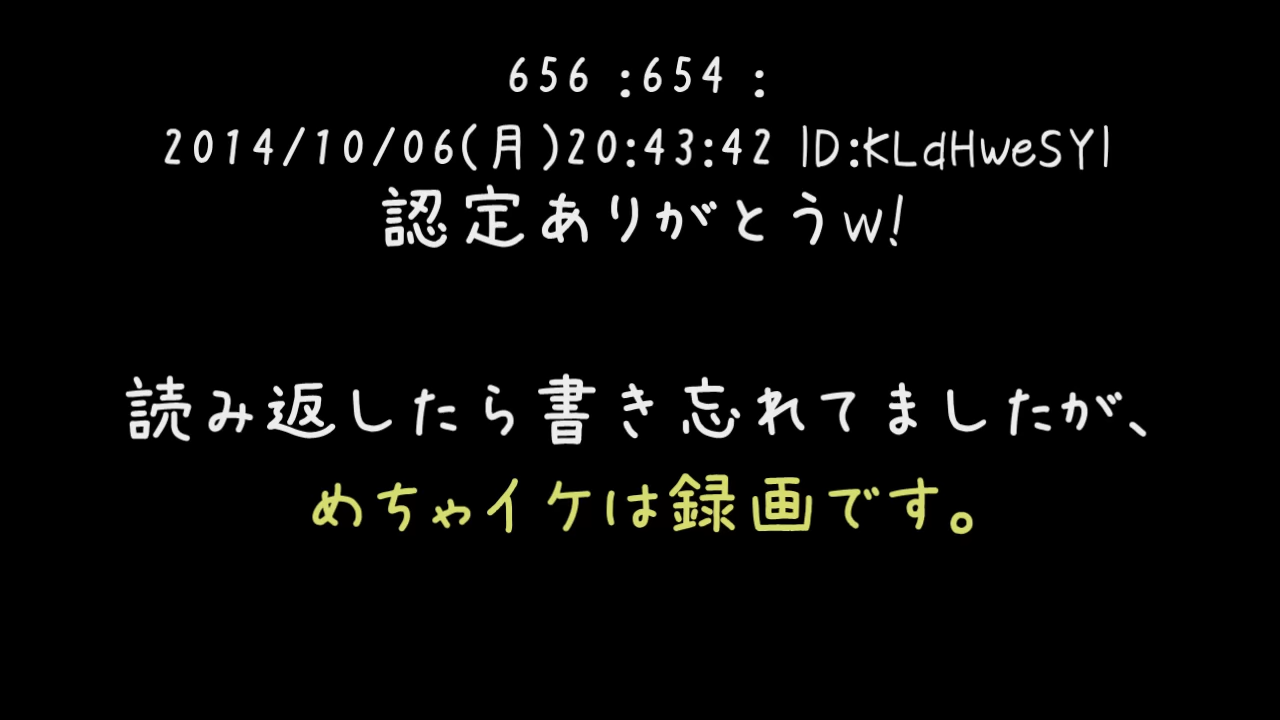 656 :654 :
2014/10/06(月)20:43:42 ID:KLdHweSYI
認定ありがとうw!
読み返したら書き忘れてましたが、
めちゃイケは録画です。